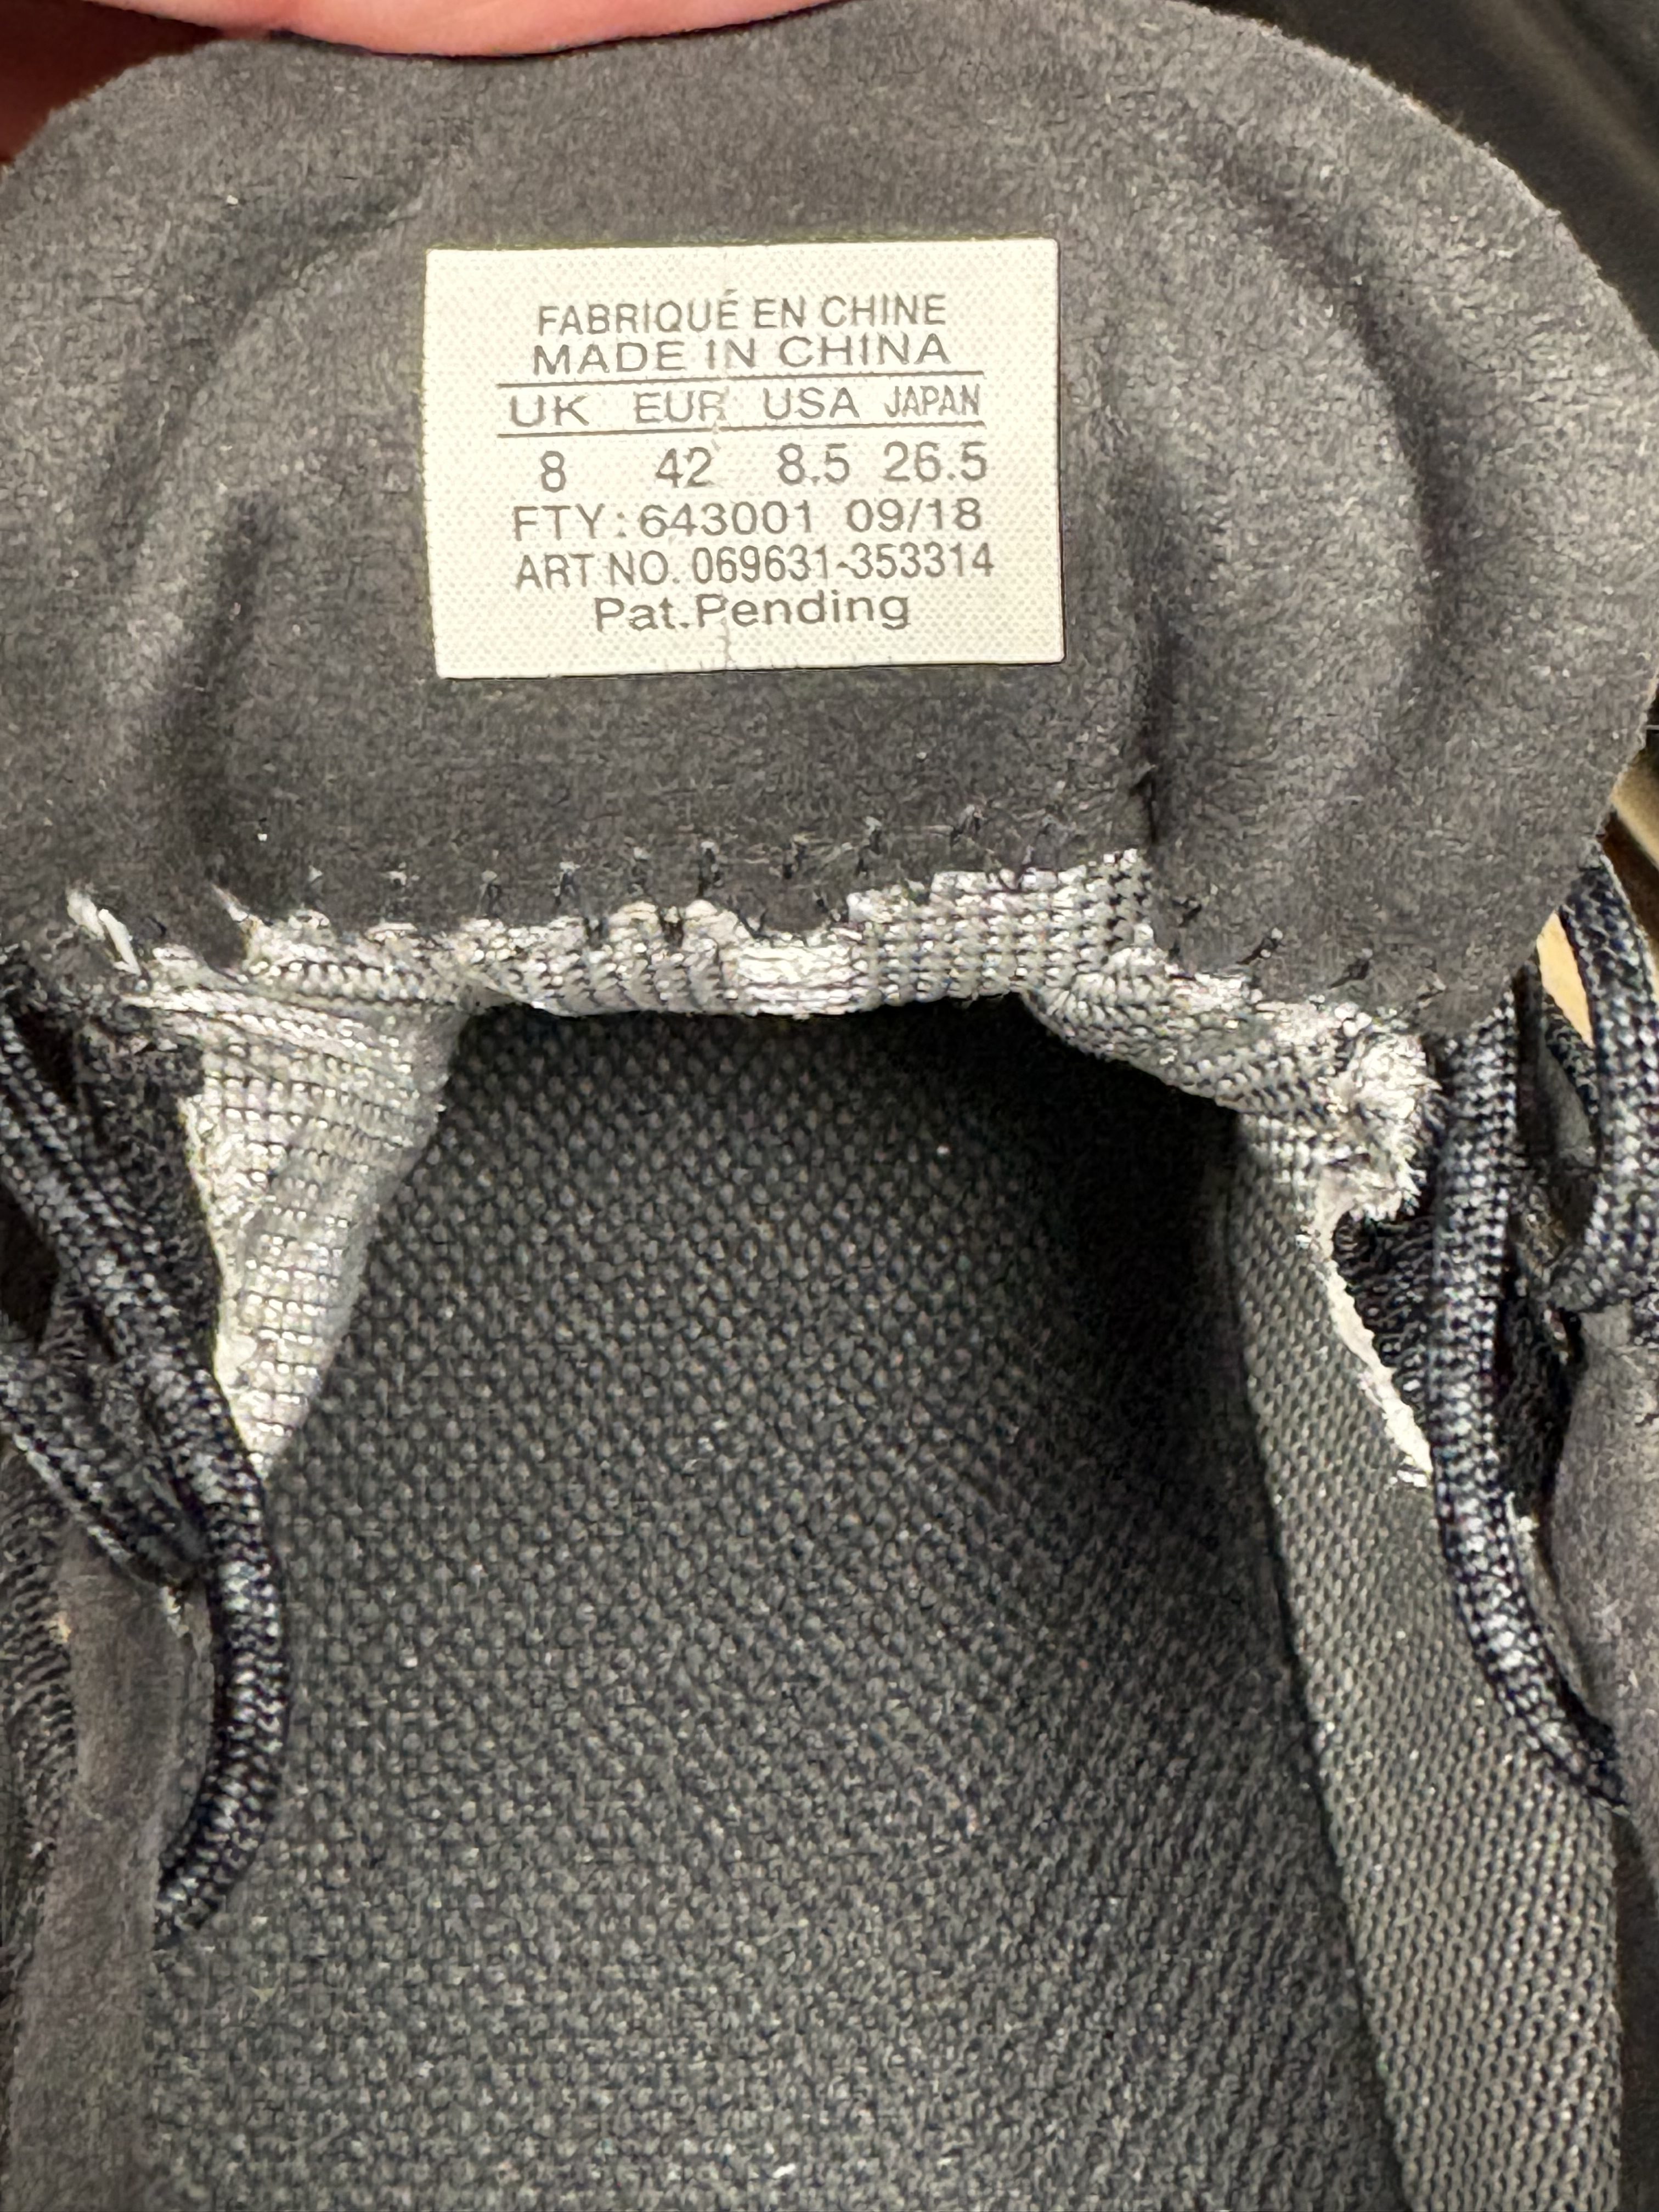 FABRIQUÉ EN CHINE
MADE IN CHINA
UK EUR USA JAPAN
8 42 8.5 26.5
FTY: 643001 09/18
ART NO. 069631-353314
Pat.Pending